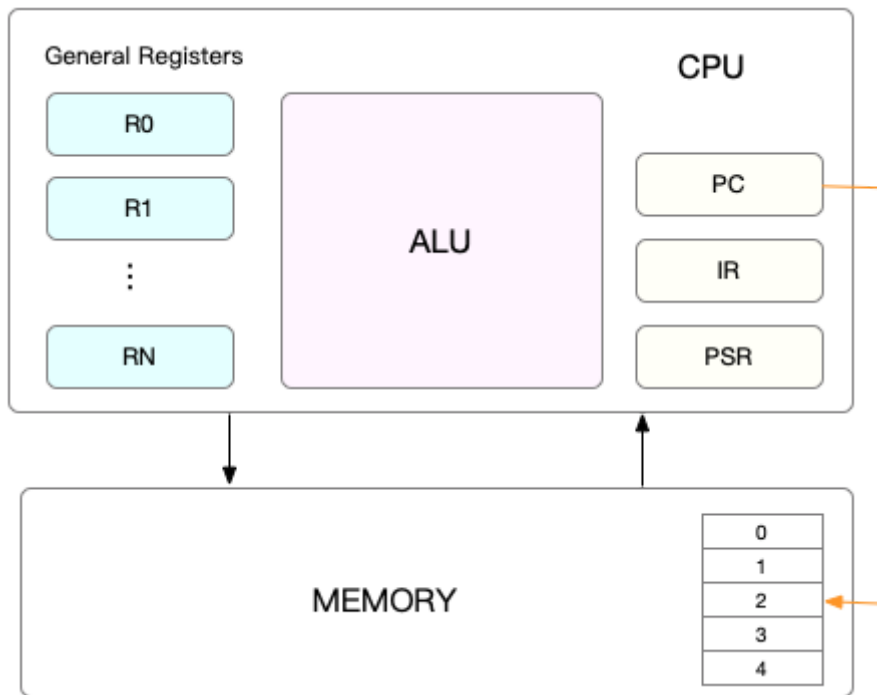 General Registers
CPU
R0
R1
⋮
RN
ALU
PC
IR
PSR
MEMORY
0
1
2
3
4